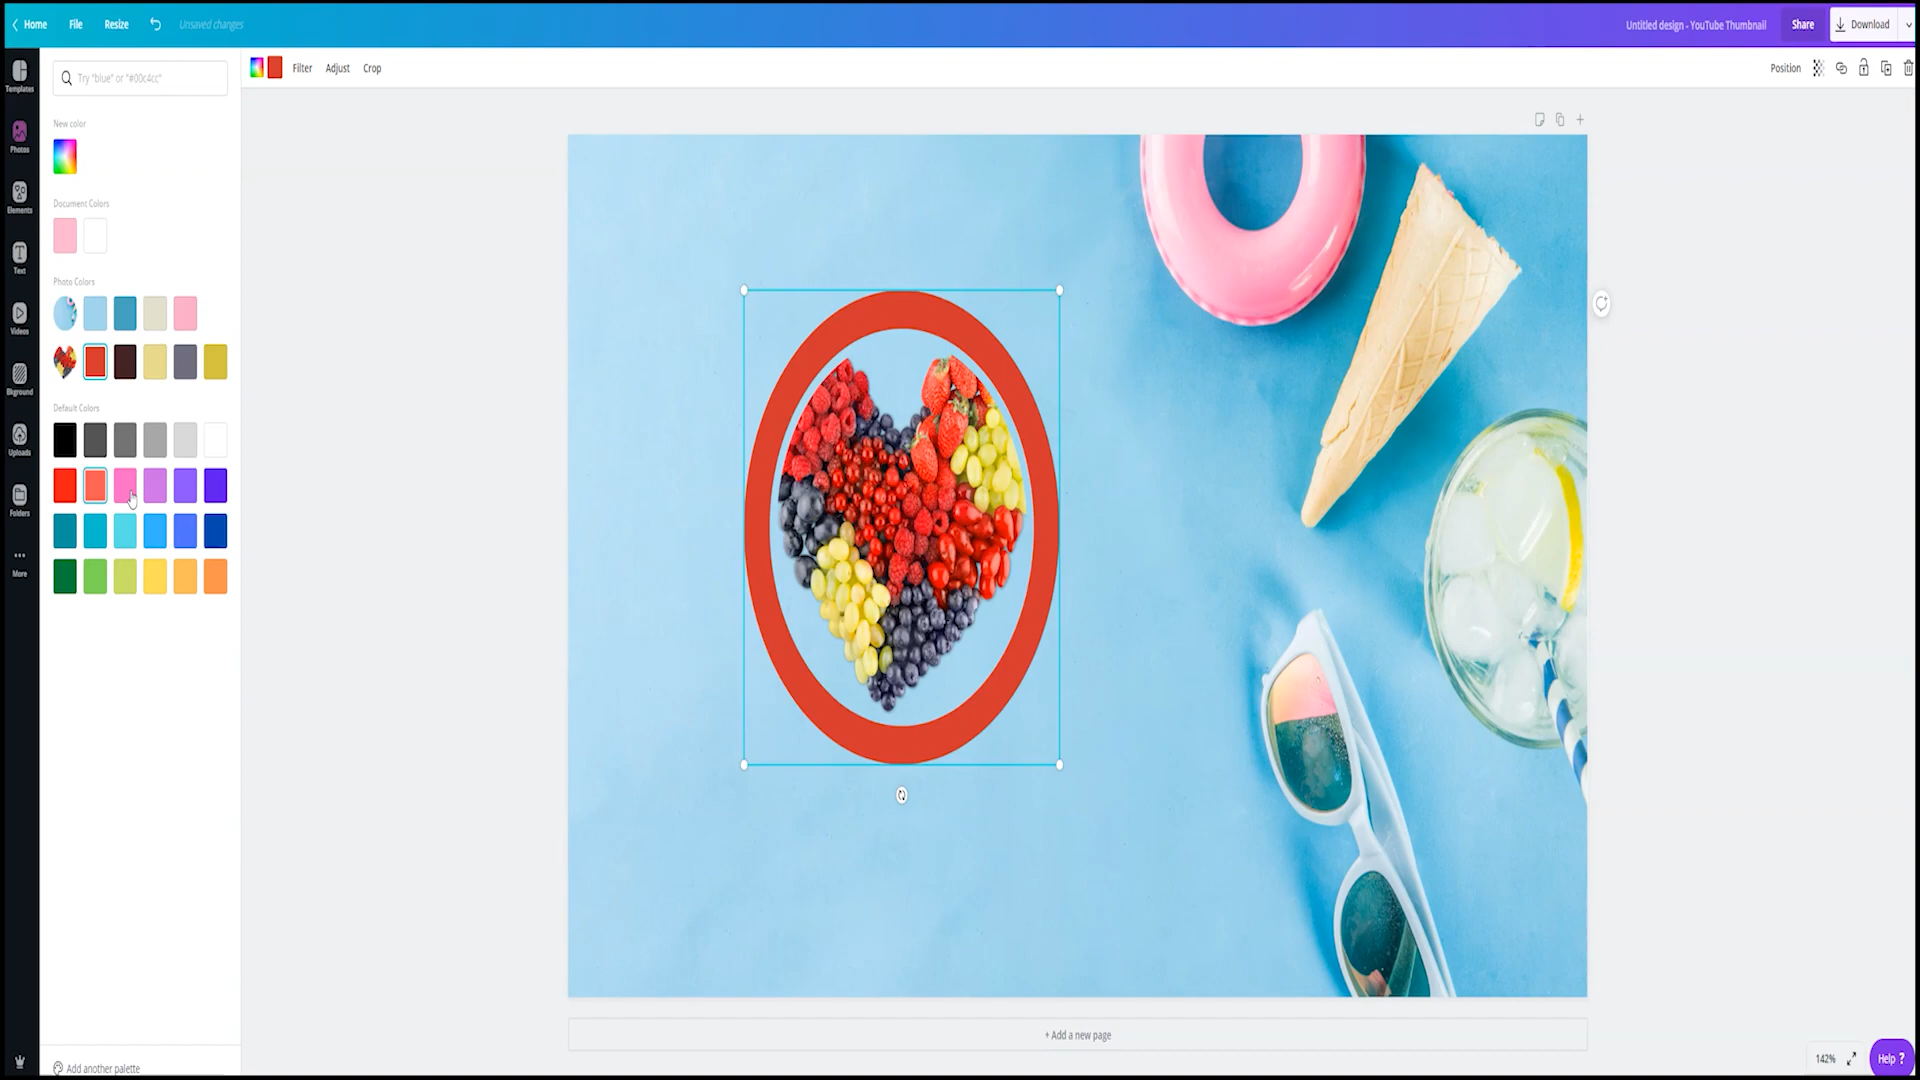 Home File Resize Unsaved changes Untitled design - YouTube Thumbnail Share Download
Templates
Photos
Elements
Text
Videos
Bkground
Uploads
Folders
More
Try "blue" or "#00c4cc"
Filter Adjust Crop Position
New color
Document Colors
Photo Colors
Default Colors
Add another palette
+ Add a new page
142% Help ?